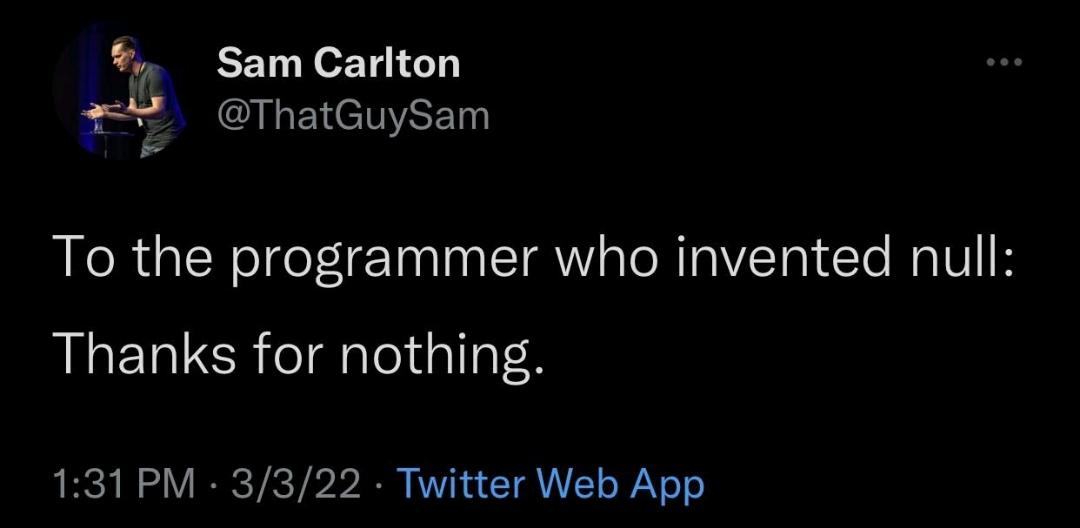 Sam Carlton
@ThatGuySam
To the programmer who invented null:
Thanks for nothing.
1:31 PM · 3/3/22 · Twitter Web App